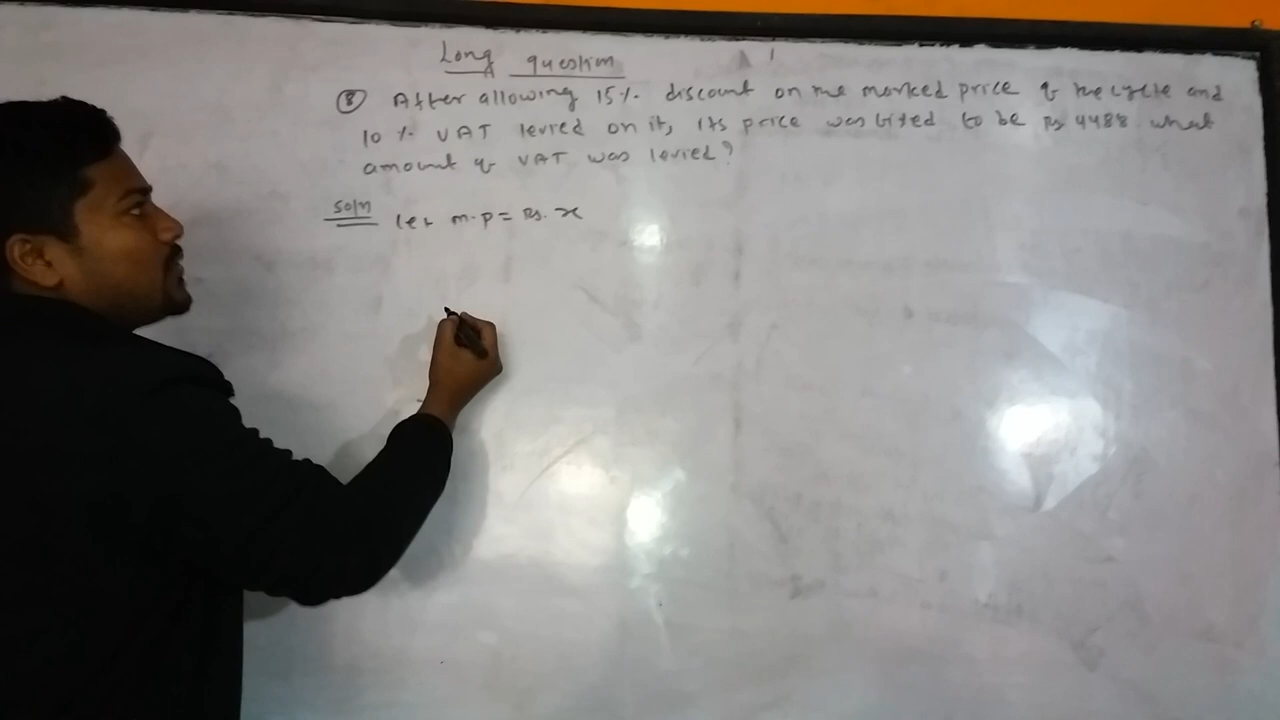 Long question
⑧ After allowing 15% discount on the marked price of the cycle and
10% VAT levied on it, its price was listed to be Rs 4488 what
amount of VAT was levied?
Soln let m.p = Rs. x